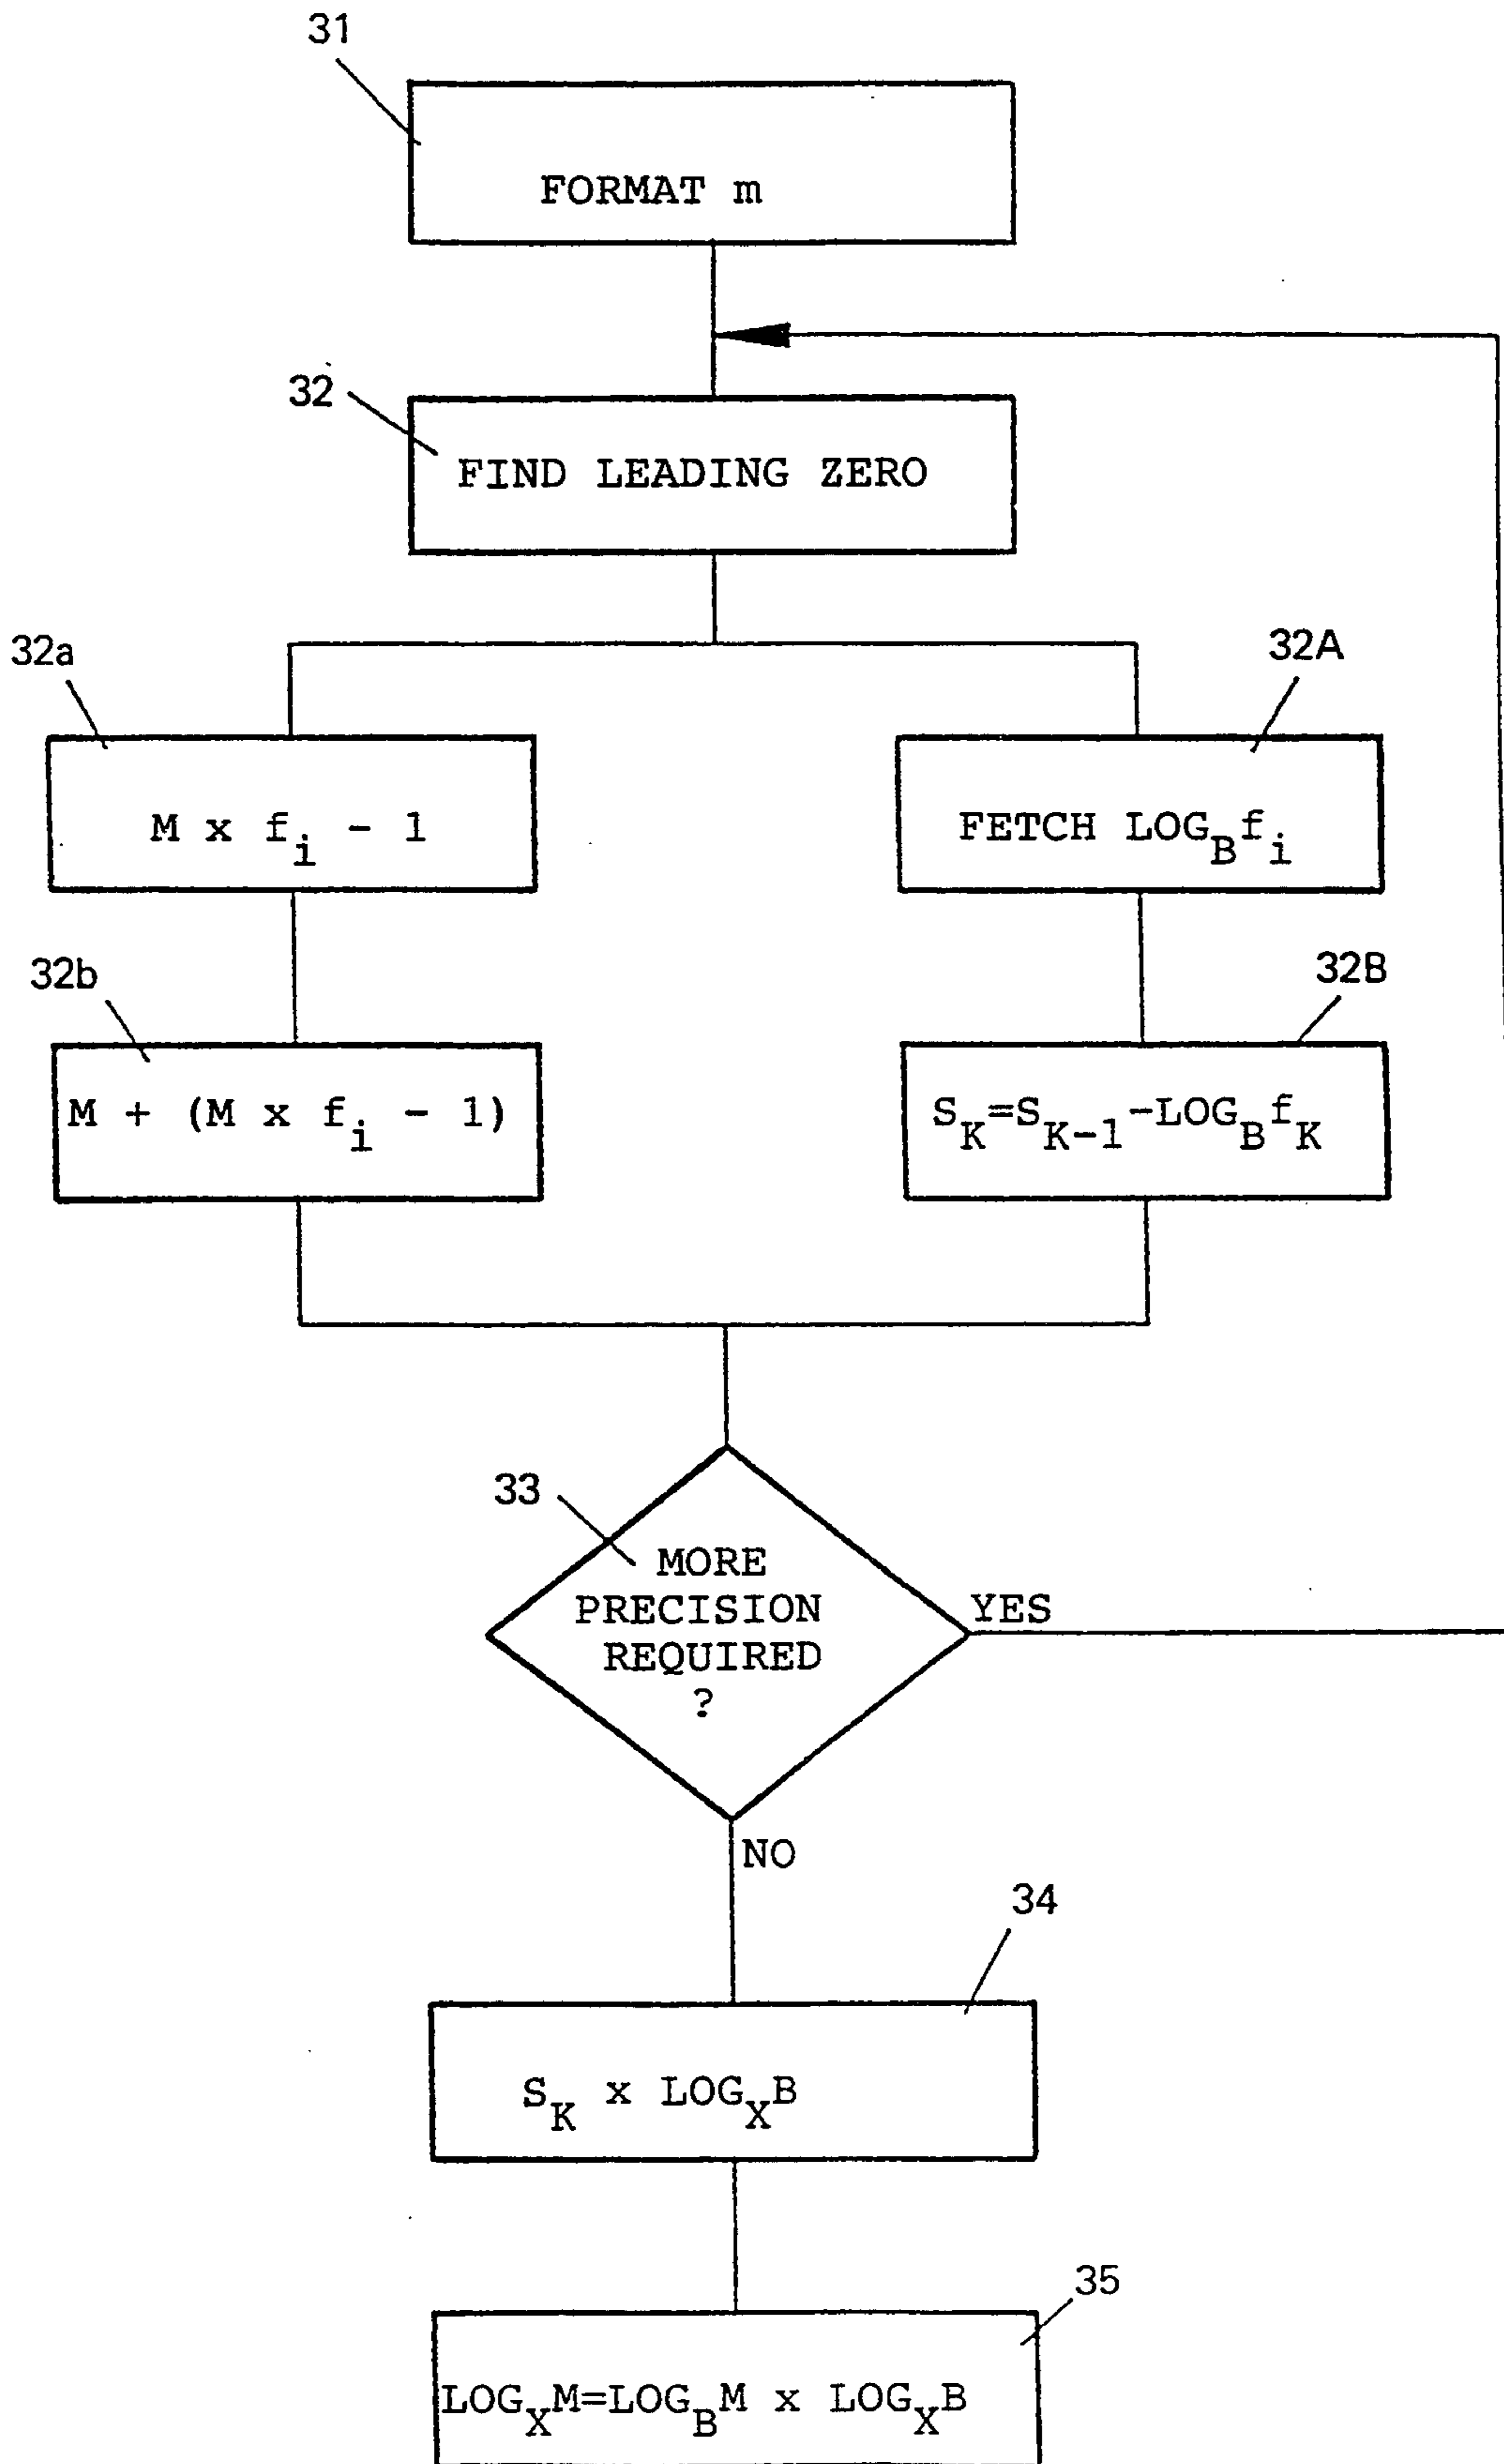 31
FORMAT m
32
FIND LEADING ZERO
32a
32A
M x f_i - 1
FETCH LOG_B f_i
32b
32B
M + (M x f_i - 1)
S_K=S_{K-1}-LOG_B f_K
33
MORE
PRECISION
REQUIRED
?
YES
NO
34
S_K x LOG_X B
35
LOG_X M=LOG_B M x LOG_X B